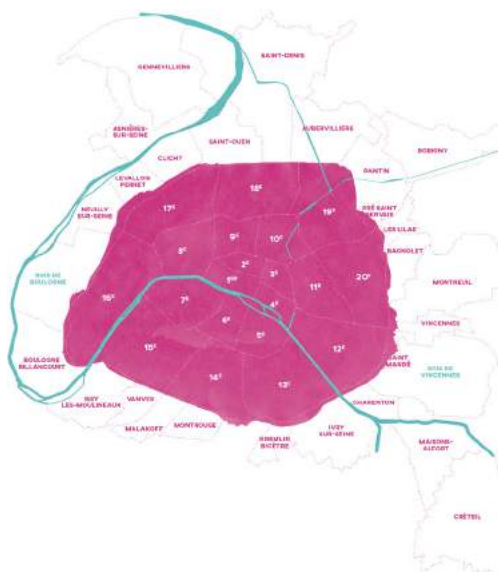 GENNEVILLIERS
SAINT-DENIS
ASNIÈRES-
SUR-SEINE
AUBERVILLIERS
SAINT-OUEN
BOBIGNY
CLICHY
PANTIN
LEVALLOIS
PERRET
18E
PRÉ SAINT
GERVAIS
NEUILLY
SUR-SEINE
17E
19E
LES LILAS
9E
10E
BAGNOLET
8E
2E
BOIS DE
BOULOGNE
1ER
3E
20E
MONTREUIL
16E
7E
11E
4E
6E
5E
VINCENNES
15E
12E
BOULOGNE
BILLANCOURT
SAINT
MANDÉ
BOIS DE
VINCENNES
14E
13E
ISSY
LES-MOULINEAUX
VANVES
CHARENTON
MALAKOFF
MONTROUGE
IVRY
SUR-SEINE
KREMLIN
BICÊTRE
MAISONS-
ALFORT
CRÉTEIL